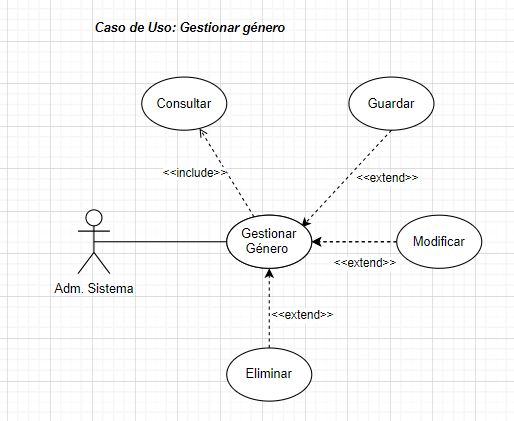 Caso de Uso: Gestionar género
Consultar
Guardar
<<include>>
<<extend>>
Gestionar
Género
Modificar
<<extend>>
Adm. Sistema
<<extend>>
Eliminar